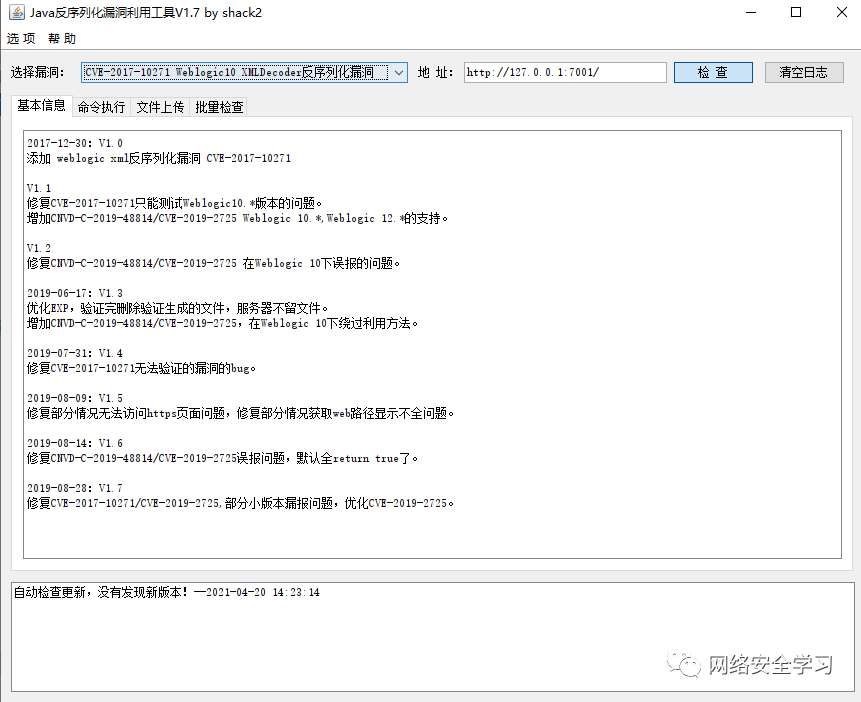 Java反序列化漏洞利用工具V1.7 by shack2
选项 帮助
选择漏洞: CVE-2017-10271 Weblogic10 XMLDecoder反序列化漏洞 地 址: http://127.0.0.1:7001/ 检 查 清空日志
基本信息 命令执行 文件上传 批量检查
2017-12-30: V1.0
添加 weblogic xml反序列化漏洞 CVE-2017-10271
V1.1
修复CVE-2017-10271只能测试Weblogic10.*版本的问题。
增加CNVD-C-2019-48814/CVE-2019-2725 Weblogic 10.*,Weblogic 12.*的支持。
V1.2
修复CNVD-C-2019-48814/CVE-2019-2725 在Weblogic 10下误报的问题。
2019-06-17: V1.3
优化EXP，验证完删除验证生成的文件，服务器不留文件。
增加CNVD-C-2019-48814/CVE-2019-2725，在Weblogic 10下绕过利用方法。
2019-07-31: V1.4
修复CVE-2017-10271无法验证的漏洞的bug。
2019-08-09: V1.5
修复部分情况无法访问https页面问题，修复部分情况获取web路径显示不全问题。
2019-08-14: V1.6
修复CNVD-C-2019-48814/CVE-2019-2725误报问题，默认全return true了。
2019-08-28: V1.7
修复CVE-2017-10271/CVE-2019-2725,部分小版本漏报问题，优化CVE-2019-2725。
自动检查更新，没有发现新版本！—2021-04-20 14:23:14
网络安全学习